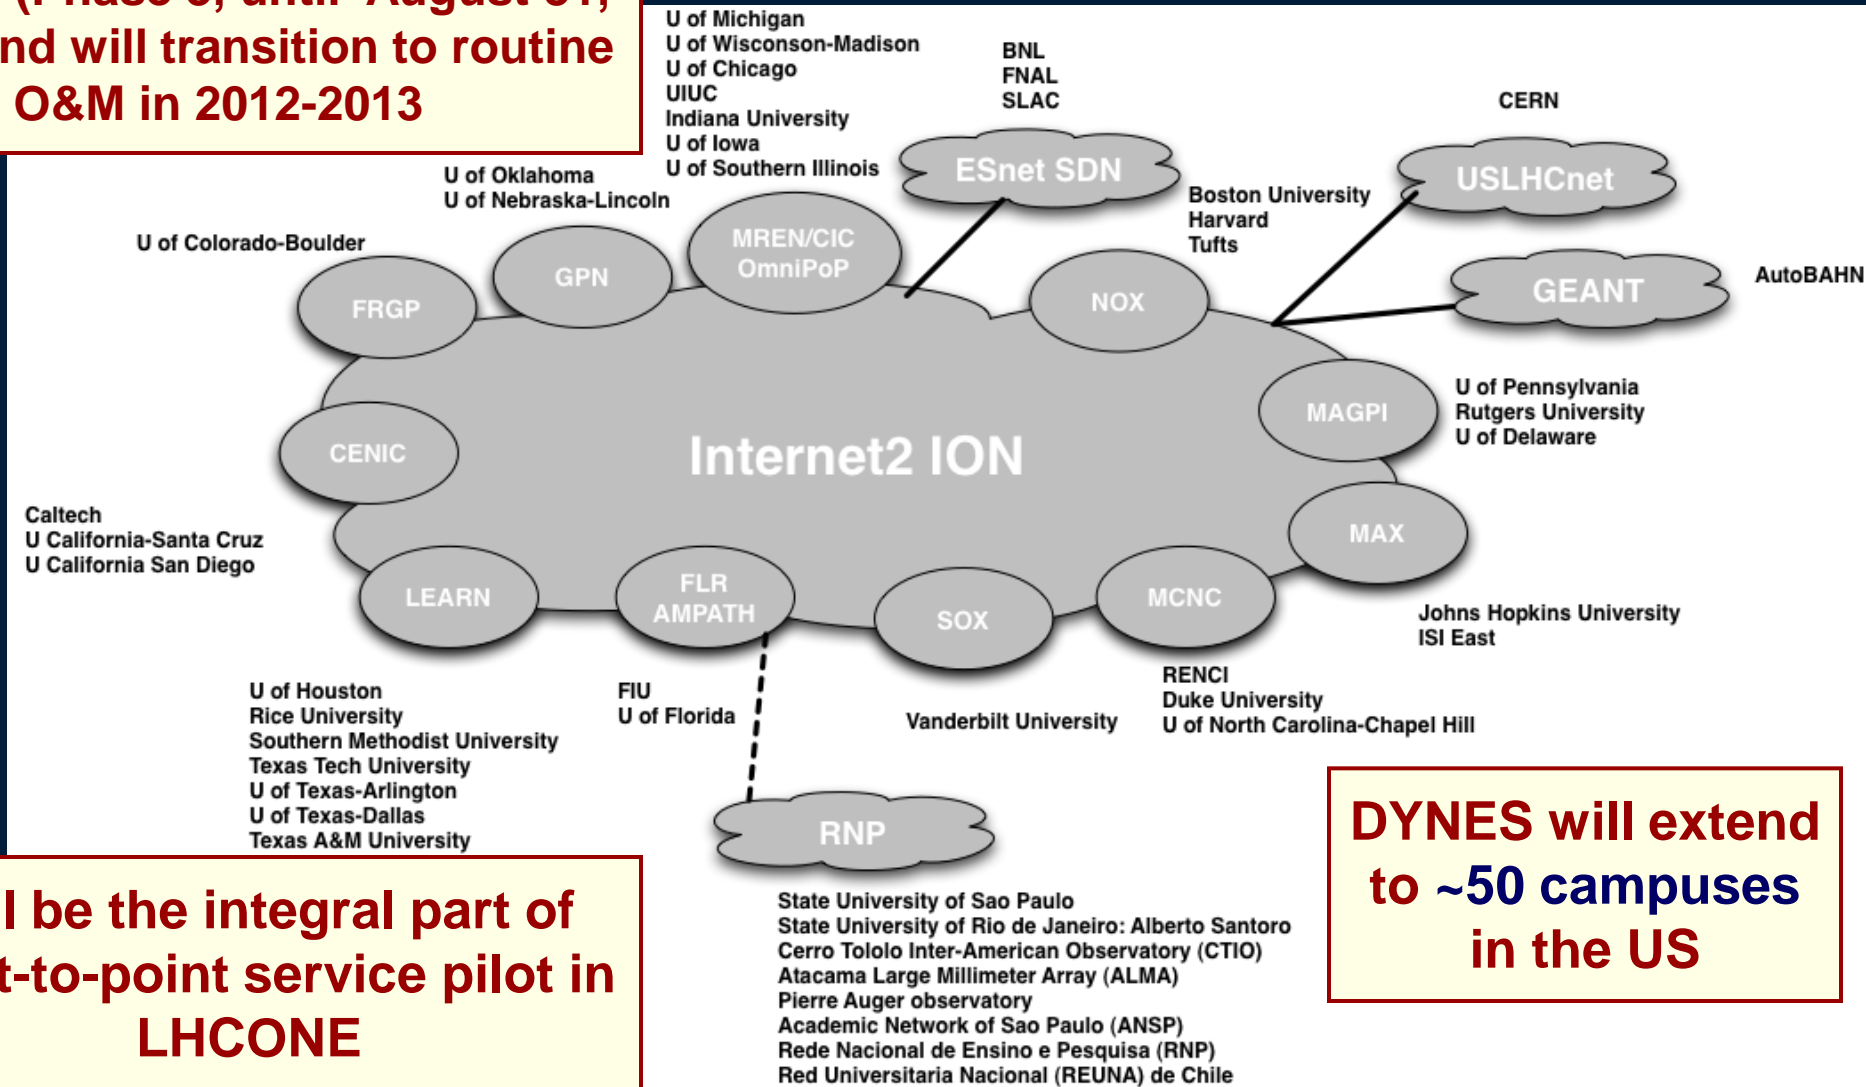 (Phase 3, until August 31,
nd will transition to routine
O&M in 2012-2013
U of Michigan
U of Wisconson-Madison
U of Chicago
UIUC
Indiana University
U of Iowa
U of Southern Illinois
BNL
FNAL
SLAC
CERN
U of Oklahoma
U of Nebraska-Lincoln
ESnet SDN
USLHCnet
Boston University
Harvard
Tufts
U of Colorado-Boulder
MREN/CIC
OmniPoP
GPN
FRGP
NOX
GEANT
AutoBAHN
MAGPI
U of Pennsylvania
Rutgers University
U of Delaware
CENIC
Internet2 ION
Caltech
U California-Santa Cruz
U California San Diego
MAX
LEARN
FLR
AMPATH
SOX
MCNC
Johns Hopkins University
ISI East
U of Houston
Rice University
Southern Methodist University
Texas Tech University
U of Texas-Arlington
U of Texas-Dallas
Texas A&M University
FIU
U of Florida
Vanderbilt University
RENCI
Duke University
U of North Carolina-Chapel Hill
RNP
DYNES will extend
to ~50 campuses
in the US
l be the integral part of
t-to-point service pilot in
LHCONE
State University of Sao Paulo
State University of Rio de Janeiro: Alberto Santoro
Cerro Tololo Inter-American Observatory (CTIO)
Atacama Large Millimeter Array (ALMA)
Pierre Auger observatory
Academic Network of Sao Paulo (ANSP)
Rede Nacional de Ensino e Pesquisa (RNP)
Red Universitaria Nacional (REUNA) de Chile